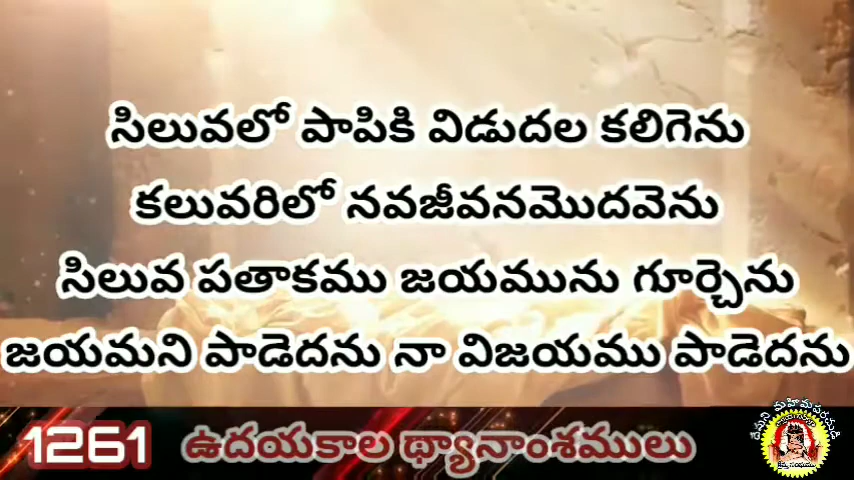 సిలువలో పాపికి విడుదల కలిగెను
కలువరిలో నవజీవనమొదవెను
సిలువ పతాకము జయమును గూర్చెను
జయమని పాడెదను నా విజయము పాడెదను
1261 ఉదయకాల థ్యానాంశములు